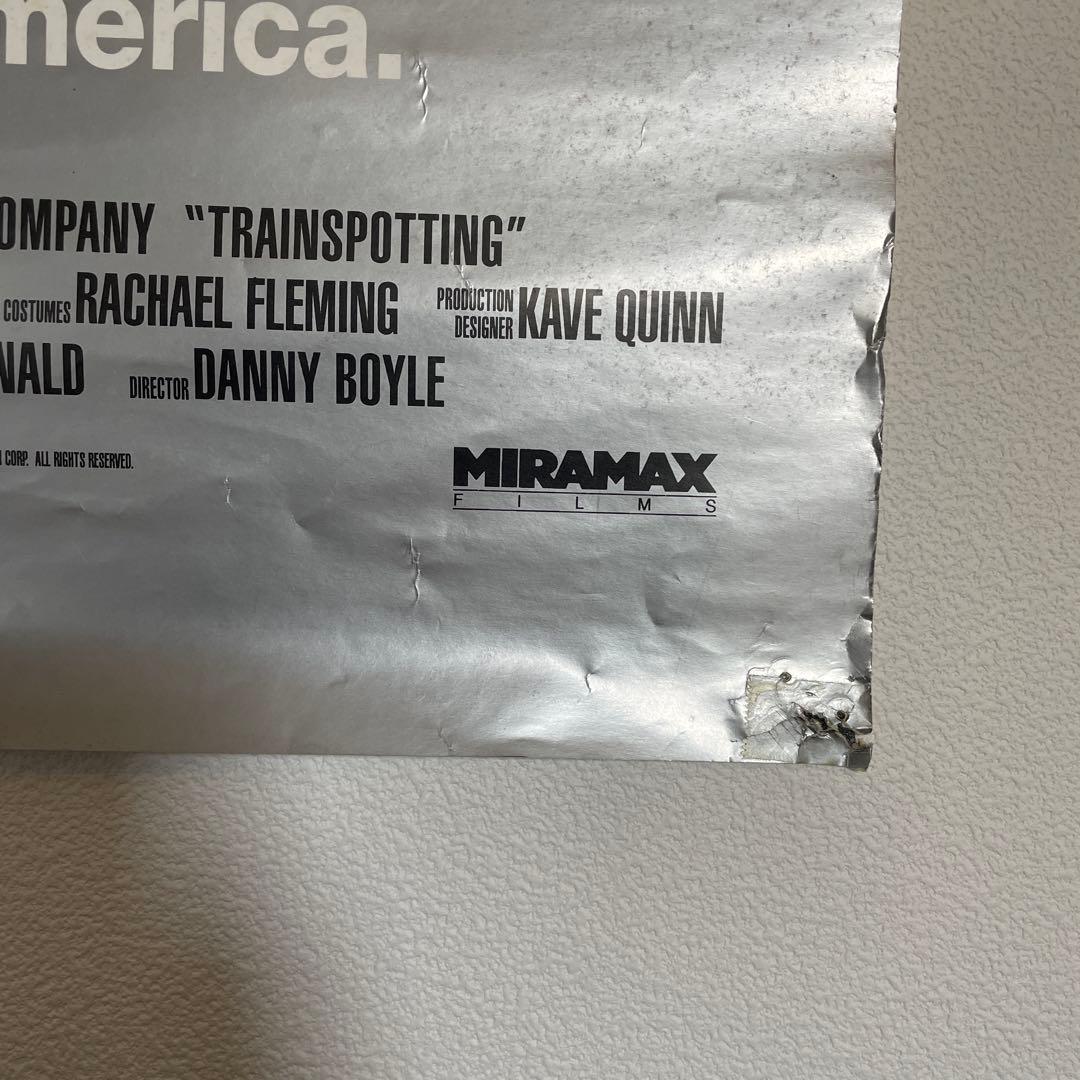 merica.
OMPANY "TRAINSPOTTING"
COSTUMES RACHAEL FLEMING PRODUCTION DESIGNER KAVE QUINN
NALD DIRECTOR DANNY BOYLE
CORP. ALL RIGHTS RESERVED.
MIRAMAX
FILMS